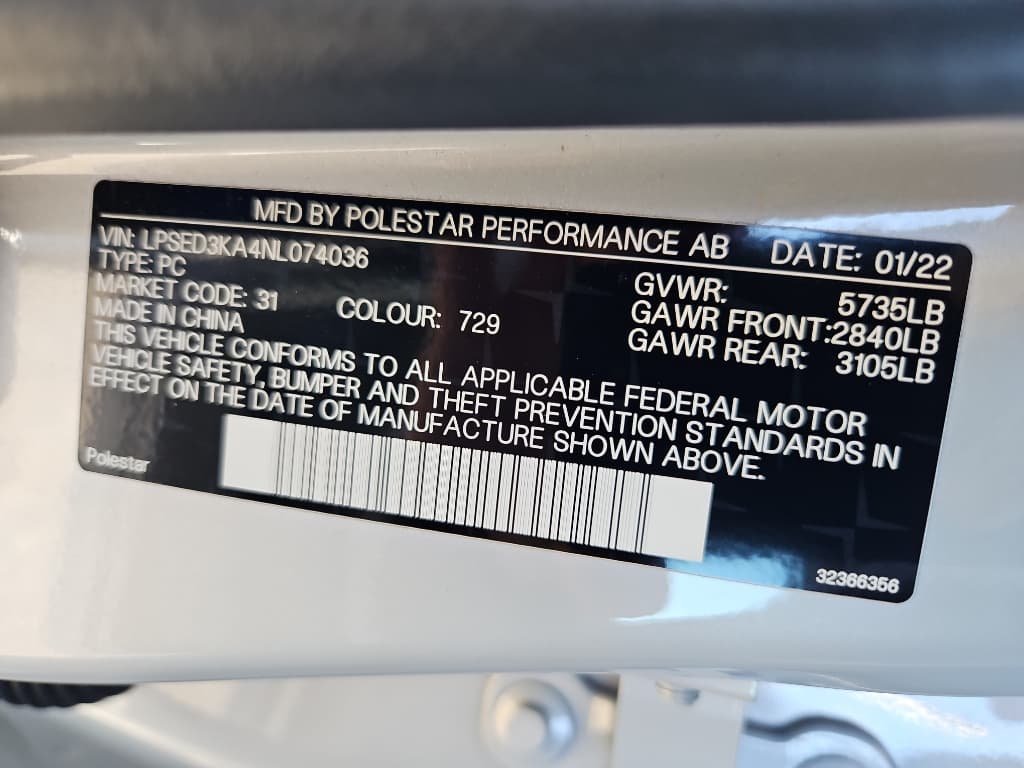 MFD BY POLESTAR PERFORMANCE AB DATE: 01/22
VIN: LPSED3KA4NL074036
TYPE: PC
MARKET CODE: 31 COLOUR: 729
MADE IN CHINA
GVWR: 5735LB
GAWR FRONT:2840LB
GAWR REAR: 3105LB
THIS VEHICLE CONFORMS TO ALL APPLICABLE FEDERAL MOTOR
VEHICLE SAFETY, BUMPER AND THEFT PREVENTION STANDARDS IN
EFFECT ON THE DATE OF MANUFACTURE SHOWN ABOVE.
Polestar
32366356